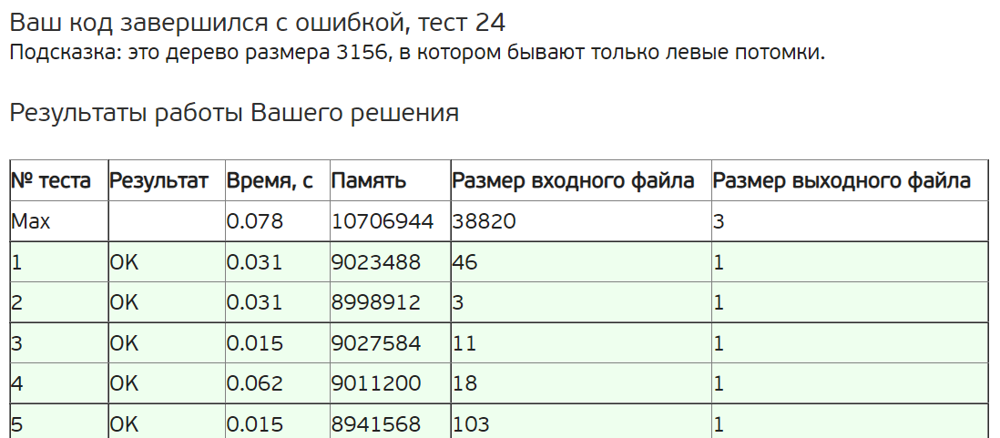 Ваш код завершился с ошибкой, тест 24
Подсказка: это дерево размера 3156, в котором бывают только левые потомки.
Результаты работы Вашего решения
№ теста Результат Время, с Память Размер входного файла Размер выходного файла
Max 0.078 10706944 38820 3
1 OK 0.031 9023488 46 1
2 OK 0.031 8998912 3 1
3 OK 0.015 9027584 11 1
4 OK 0.062 9011200 18 1
5 OK 0.015 8941568 103 1